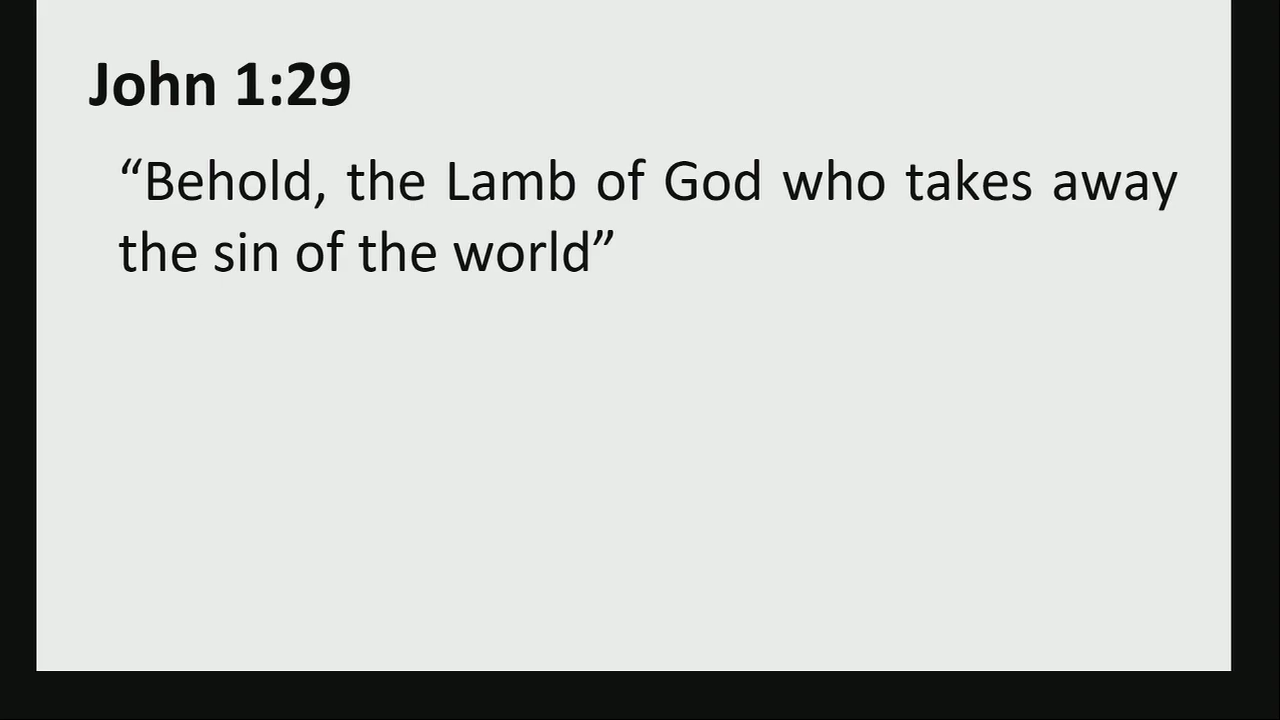 John 1:29
“Behold, the Lamb of God who takes away
the sin of the world”